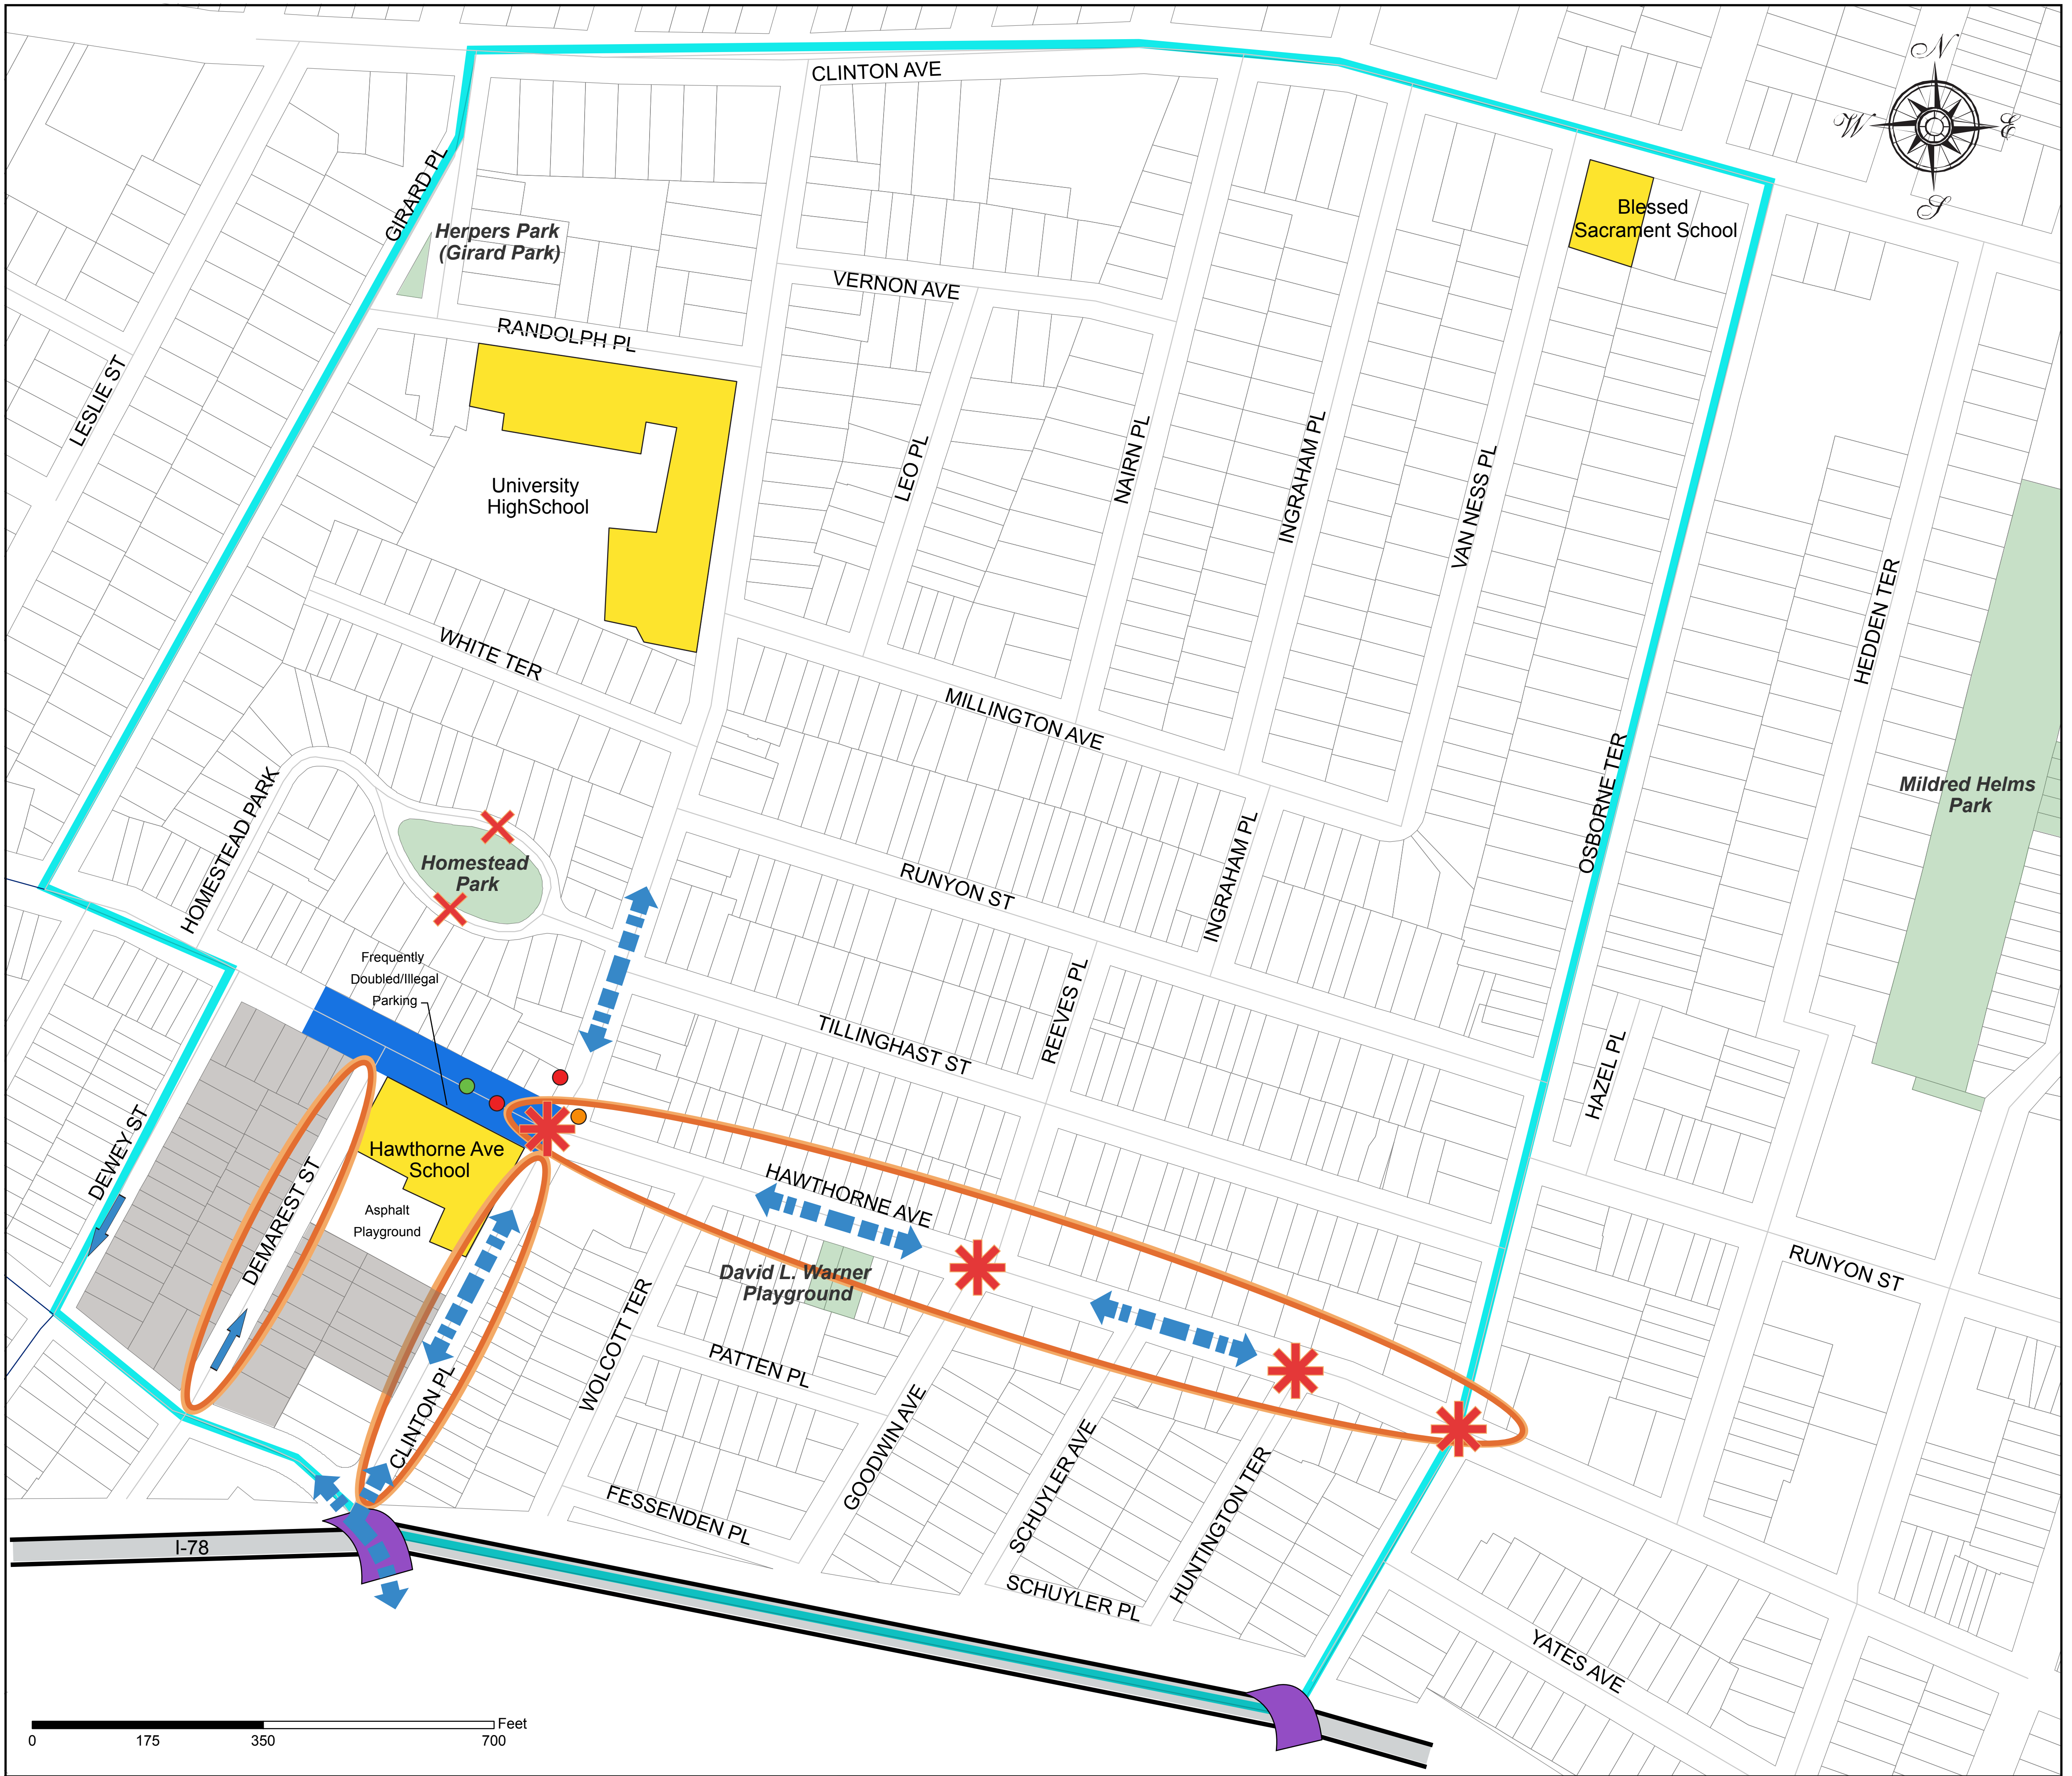 CLINTON AVE
N
W
E
S
GIRARD PL
Blessed
Sacrament School
Herpers Park
(Girard Park)
VERNON AVE
RANDOLPH PL
LESLIE ST
University
HighSchool
LEO PL
NAIRN PL
INGRAHAM PL
VAN NESS PL
HEDDEN TER
WHITE TER
MILLINGTON AVE
OSBORNE TER
Mildred Helms
Park
HOMESTEAD PARK
Homestead
Park
RUNYON ST
INGRAHAM PL
Frequently
Doubled/Illegal
Parking
TILLINGHAST ST
REEVES PL
HAZEL PL
DEWEY ST
Hawthorne Ave
School
DEMAREST ST
Asphalt
Playground
HAWTHORNE AVE
David L. Warner
Playground
RUNYON ST
WOLCOTT TER
PATTEN PL
CLINTON PL
GOODWIN AVE
SCHUYLER AVE
HUNTINGTON TER
FESSENDEN PL
I-78
SCHUYLER PL
YATES AVE
Feet
0 175 350 700